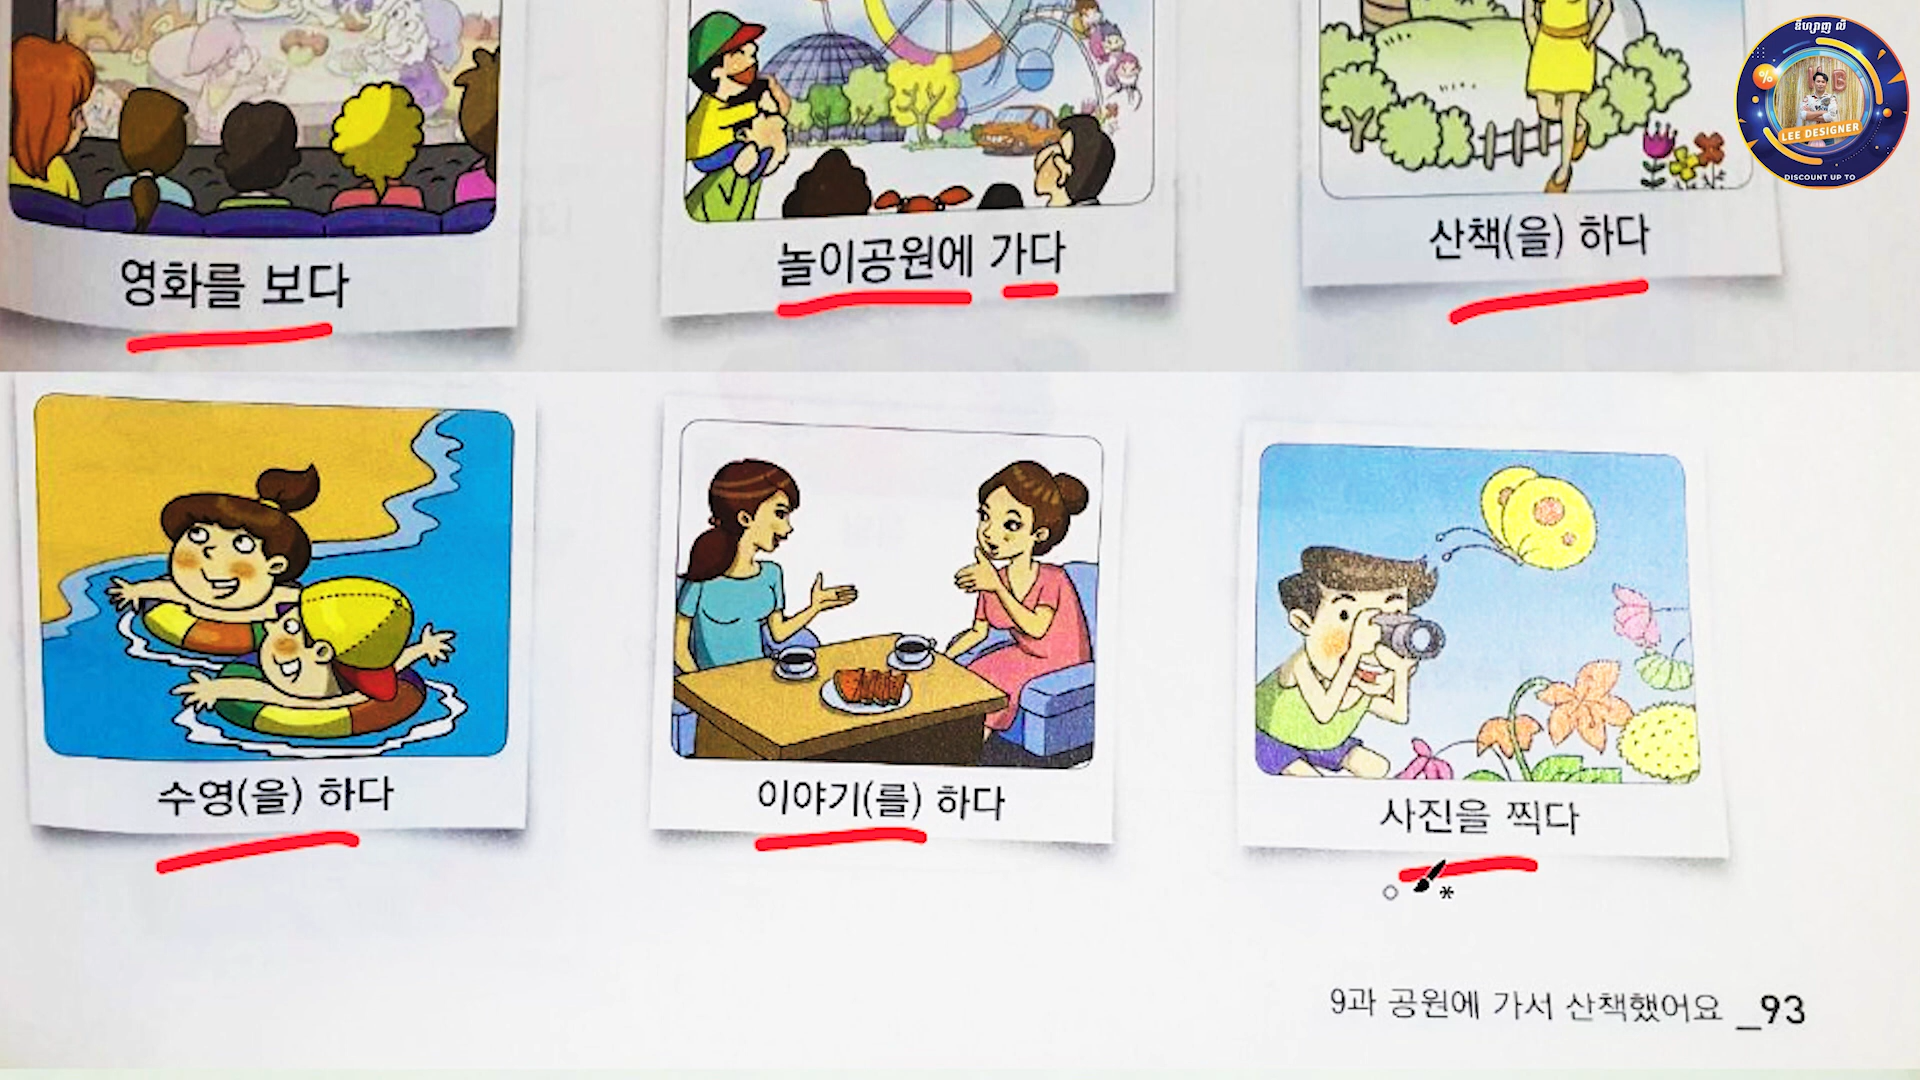 영화를 보다
놀이공원에 가다
산책(을) 하다
수영(을) 하다
이야기(를) 하다
사진을 찍다
9과 공원에 가서 산책했어요 _93
LEE DESIGNER
DISCOUNT UP TO